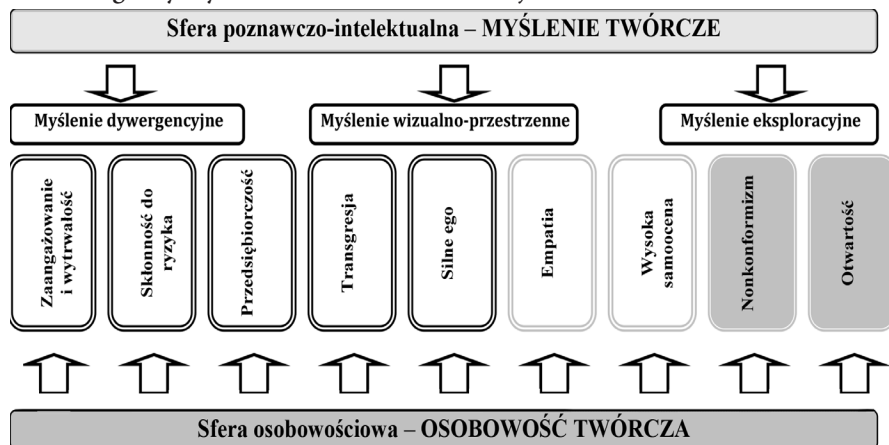 Sfera poznawczo-intelektualna – MYŚLENIE TWÓRCZE
Myślenie dywergencyjne
Myślenie wizualno-przestrzenne
Myślenie eksploracyjne
Zaangażowanie
i wytrwałość
Skłonność do
ryzyka
Przedsiębiorczość
Transgresja
Silne ego
Empatia
Wysoka
samoocena
Nonkonformizm
Otwartość
Sfera osobowościowa – OSOBOWOŚĆ TWÓRCZA